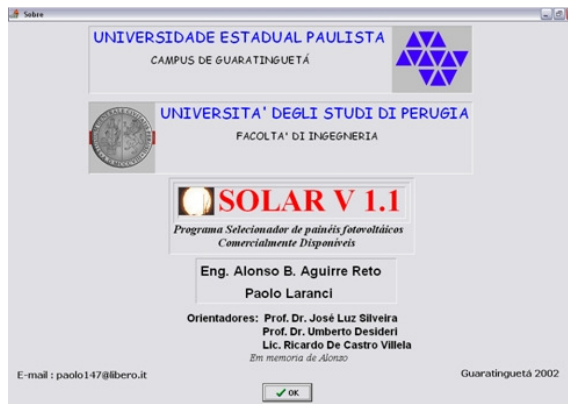 Sobre
UNIVERSIDADE ESTADUAL PAULISTA
CAMPUS DE GUARATINGUETÁ
UNIVERSITA' DEGLI STUDI DI PERUGIA
FACOLTA' DI INGEGNERIA
SOLAR V 1.1
Programa Selecionador de painéis fotovoltáicos
Comercialmente Disponíveis
Eng. Alonso B. Aguirre Reto
Paolo Laranci
Orientadores: Prof. Dr. José Luz Silveira
Prof. Dr. Umberto Desideri
Lic. Ricardo De Castro Villela
Em memoria de Alonzo
E-mail : paolo147@libero.it
Guaratinguetá 2002
OK